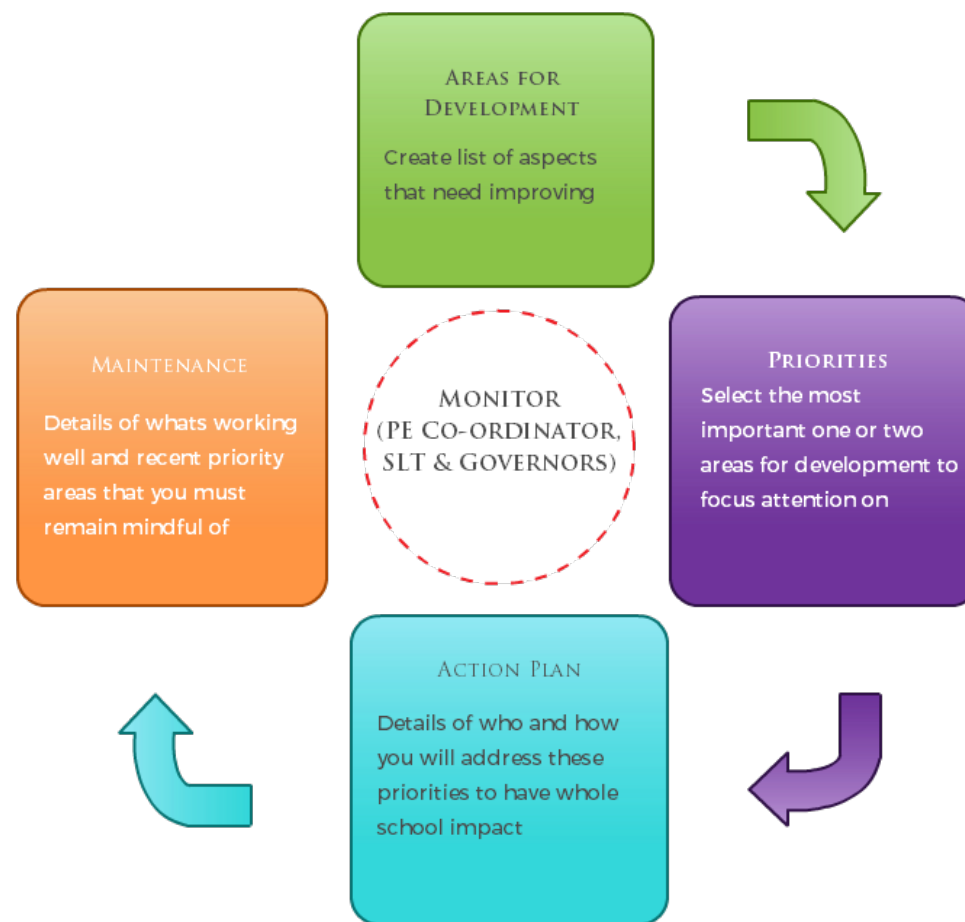 Areas for
Development
Create list of aspects
that need improving
Maintenance
Details of whats working
well and recent priority
areas that you must
remain mindful of
Monitor
(PE Co-ordinator,
SLT & Governors)
Priorities
Select the most
important one or two
areas for development to
focus attention on
Action Plan
Details of who and how
you will address these
priorities to have whole
school impact